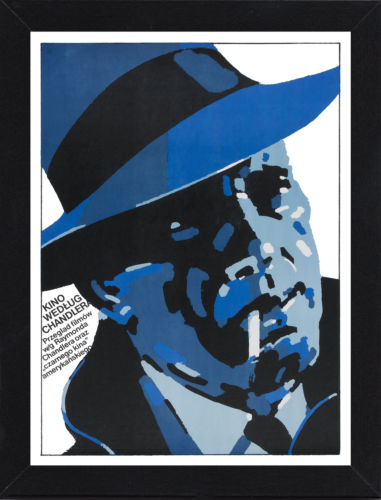 KINO
WEDŁUG
CHANDLERA
Przegląd filmów
wg Raymonda
Chandlera oraz
„czarnego kina”
amerykańskiego